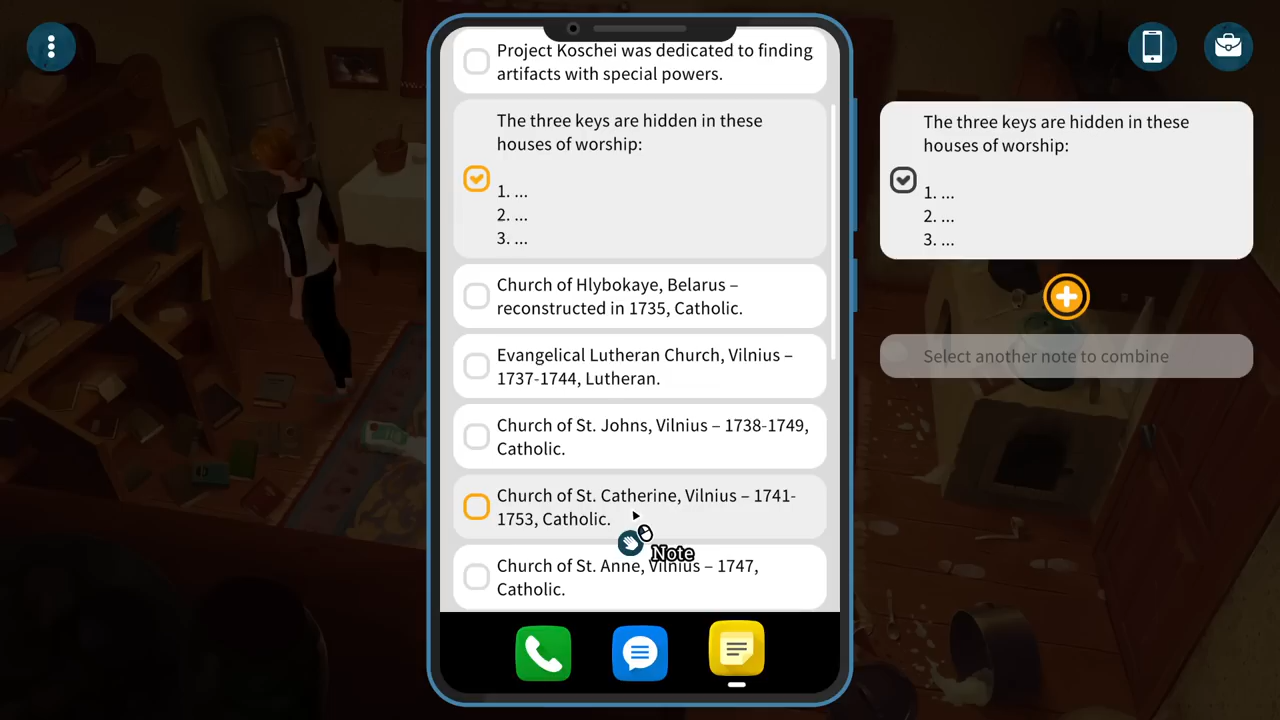 Project Koschei was dedicated to finding
artifacts with special powers.
The three keys are hidden in these
houses of worship:
1. ...
2. ...
3. ...
Church of Hlybokaye, Belarus –
reconstructed in 1735, Catholic.
Evangelical Lutheran Church, Vilnius –
1737-1744, Lutheran.
Church of St. Johns, Vilnius – 1738-1749,
Catholic.
Church of St. Catherine, Vilnius – 1741-
1753, Catholic.
Note
Church of St. Anne, Vilnius – 1747,
Catholic.
The three keys are hidden in these
houses of worship:
1. ...
2. ...
3. ...
Select another note to combine